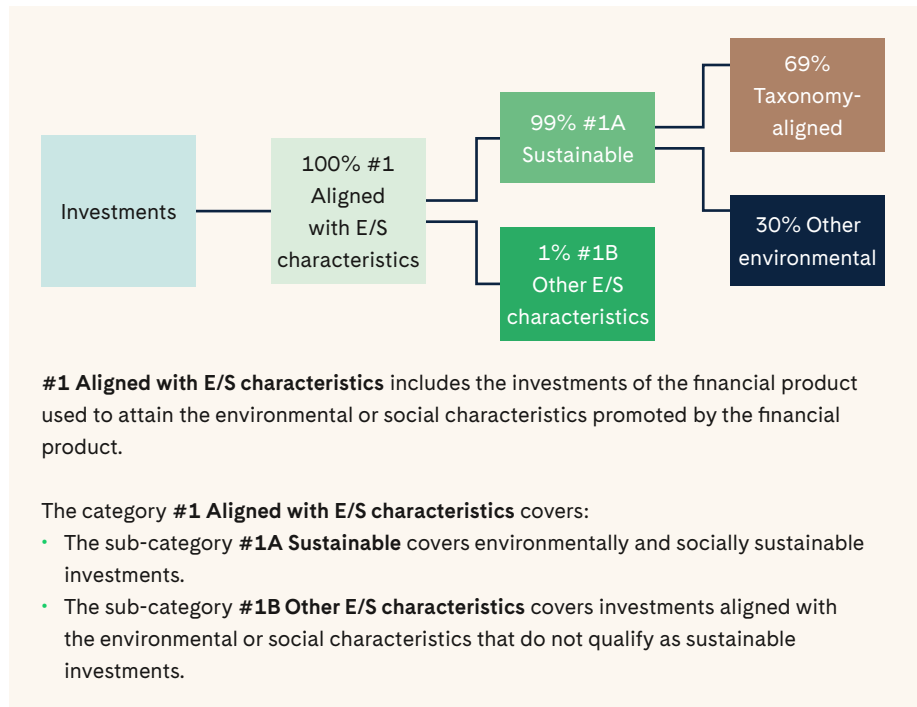 Investments
100% #1
Aligned
with E/S
characteristics
99% #1A
Sustainable
1% #1B
Other E/S
characteristics
69%
Taxonomy-
aligned
30% Other
environmental
#1 Aligned with E/S characteristics includes the investments of the financial product
used to attain the environmental or social characteristics promoted by the financial
product.
The category #1 Aligned with E/S characteristics covers:
• The sub-category #1A Sustainable covers environmentally and socially sustainable
investments.
• The sub-category #1B Other E/S characteristics covers investments aligned with
the environmental or social characteristics that do not qualify as sustainable
investments.